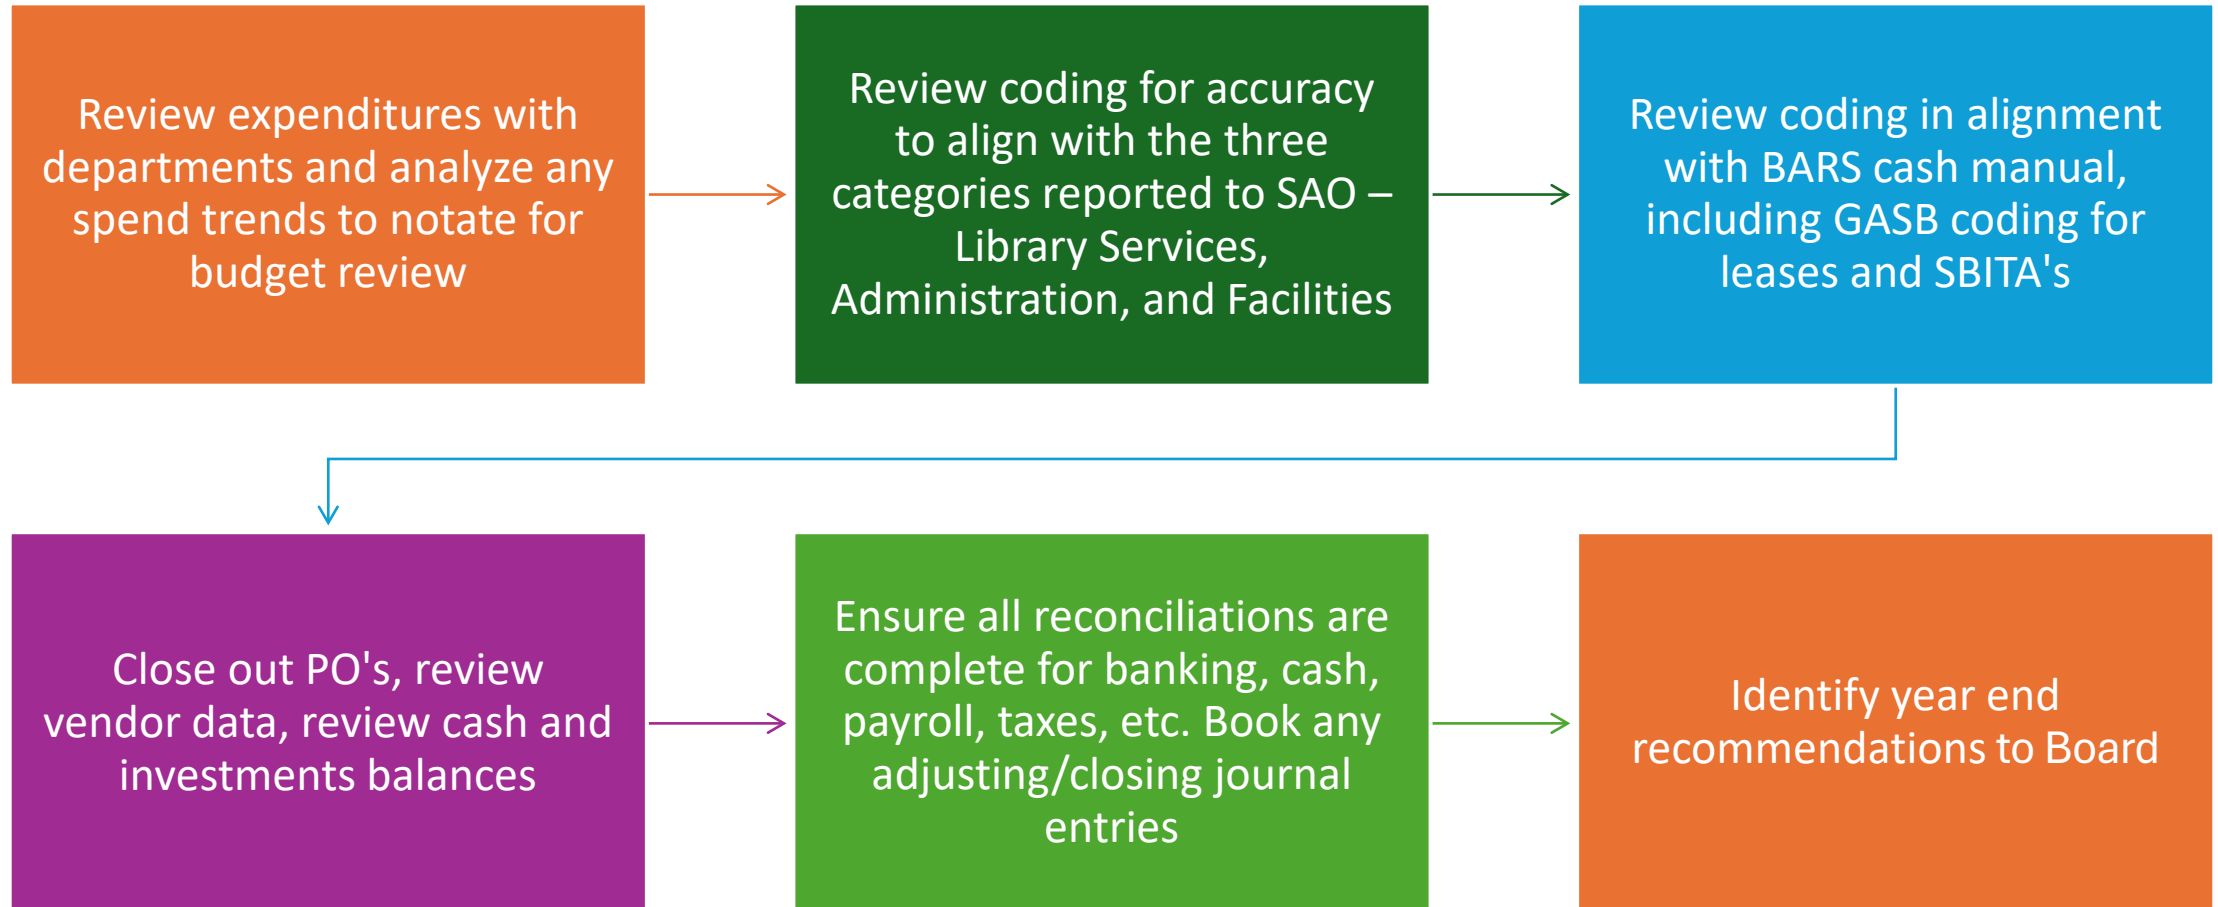 Review expenditures with
departments and analyze any
spend trends to notate for
budget review
Review coding for accuracy
to align with the three
categories reported to SAO –
Library Services,
Administration, and Facilities
Review coding in alignment
with BARS cash manual,
including GASB coding for
leases and SBITA's
Close out PO's, review
vendor data, review cash and
investments balances
Ensure all reconciliations are
complete for banking, cash,
payroll, taxes, etc. Book any
adjusting/closing journal
entries
Identify year end
recommendations to Board